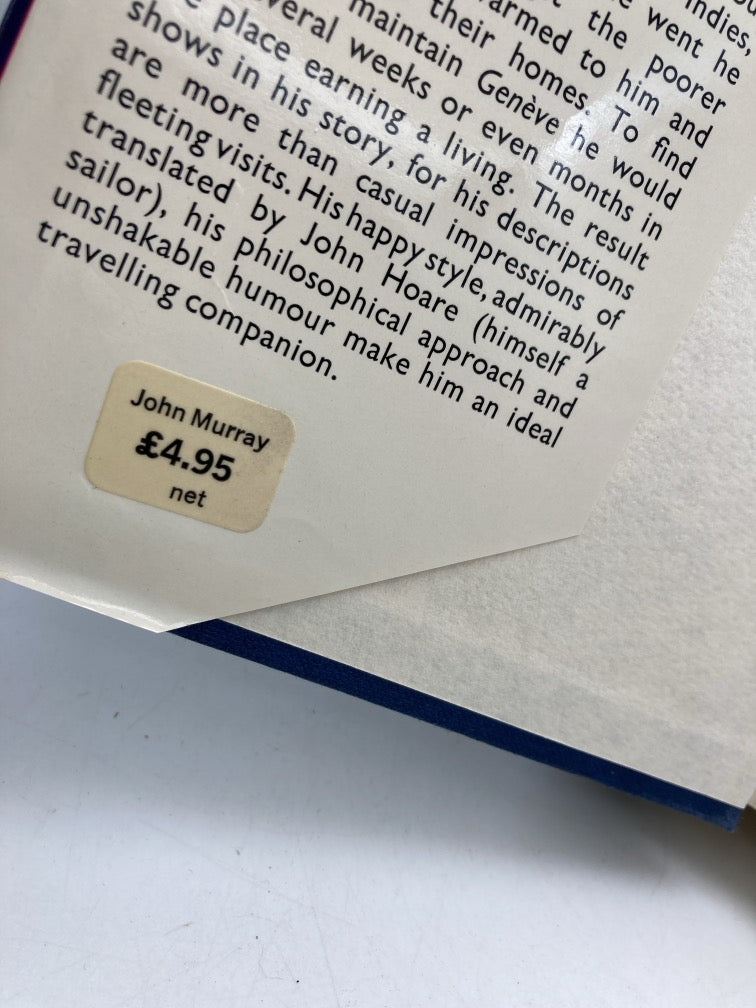 Indies,
went he
the poorer
to him and
their homes. To find
maintain Genève he would
weeks or even months in
place earning a living. The result
shows in his story, for his descriptions
are more than casual impressions of
fleeting visits. His happy style, admirably
translated by John Hoare (himself a
sailor), his philosophical approach and
unshakable humour make him an ideal
travelling companion.
John Murray
£4.95
net